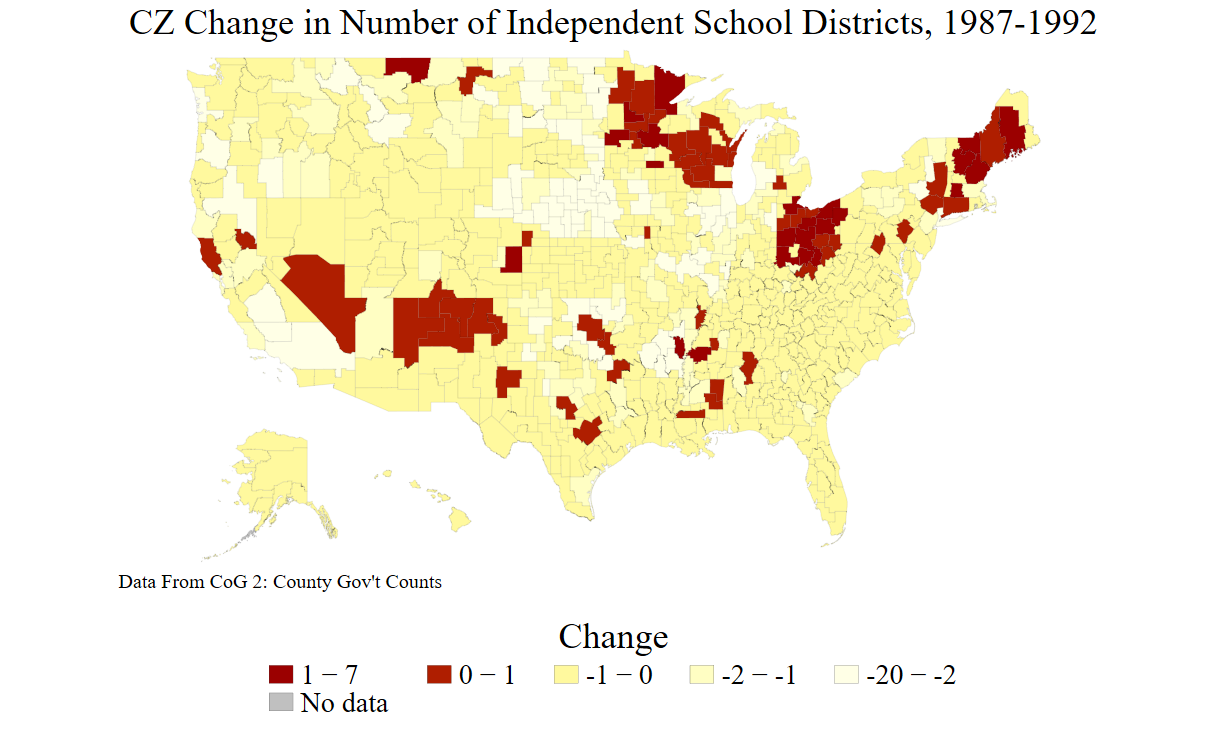 CZ Change in Number of Independent School Districts, 1987-1992
Data From CoG 2: County Gov't Counts
Change
1 − 7 0 − 1 -1 − 0 -2 − -1 -20 − -2
No data